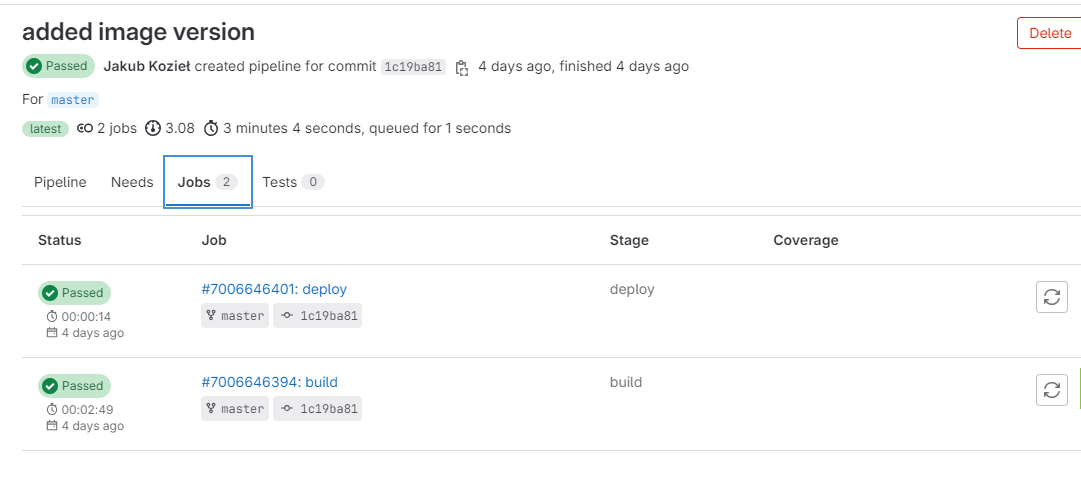 added image version
Delete
Passed Jakub Kozieł created pipeline for commit 1c19ba81 4 days ago, finished 4 days ago
For master
latest 2 jobs 3.08 3 minutes 4 seconds, queued for 1 seconds
Pipeline Needs Jobs 2 Tests 0
Status Job Stage Coverage
Passed #7006646401: deploy deploy
00:00:14 master 1c19ba81
4 days ago
Passed #7006646394: build build
00:02:49 master 1c19ba81
4 days ago